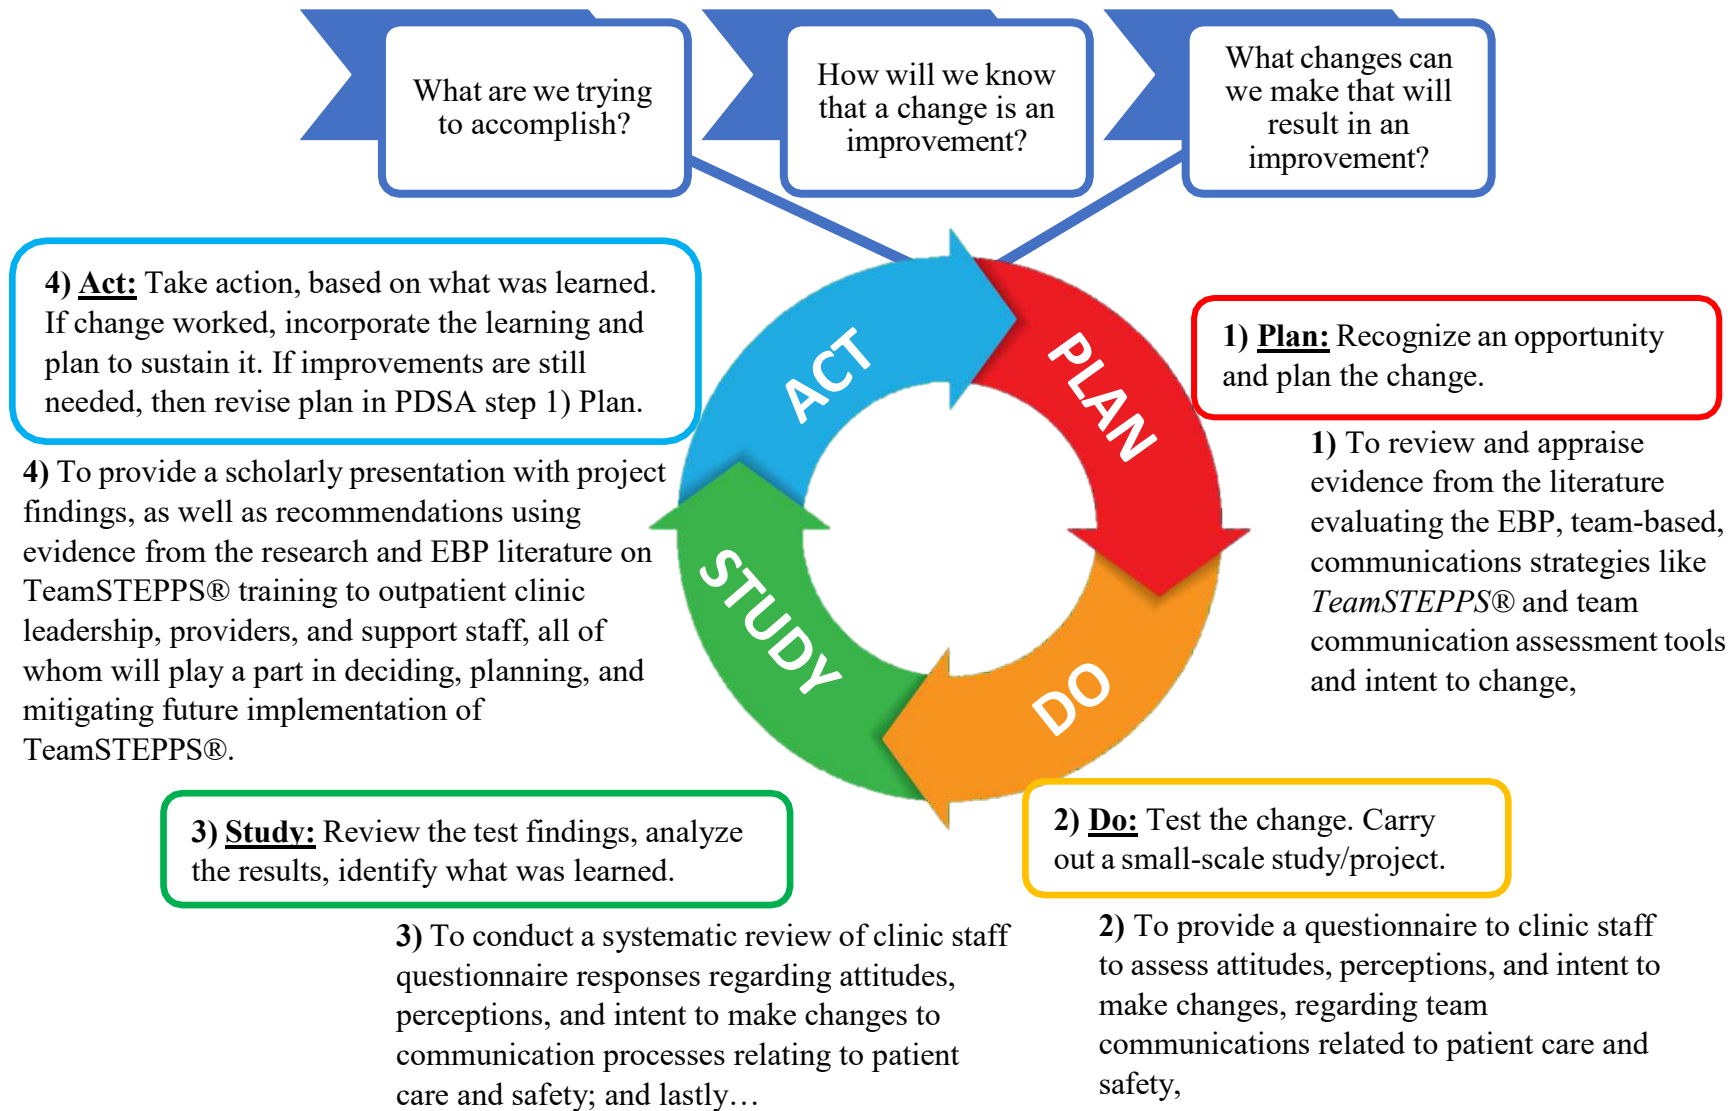 What are we trying
to accomplish?
How will we know
that a change is an
improvement?
What changes can
we make that will
result in an
improvement?
4) Act: Take action, based on what was learned.
If change worked, incorporate the learning and
plan to sustain it. If improvements are still
needed, then revise plan in PDSA step 1) Plan.
4) To provide a scholarly presentation with project
findings, as well as recommendations using
evidence from the research and EBP literature on
TeamSTEPPS® training to outpatient clinic
leadership, providers, and support staff, all of
whom will play a part in deciding, planning, and
mitigating future implementation of
TeamSTEPPS®.
ACT
PLAN
STUDY
DO
1) Plan: Recognize an opportunity
and plan the change.
1) To review and appraise
evidence from the literature
evaluating the EBP, team-based,
communications strategies like
TeamSTEPPS® and team
communication assessment tools
and intent to change,
3) Study: Review the test findings, analyze
the results, identify what was learned.
3) To conduct a systematic review of clinic staff
questionnaire responses regarding attitudes,
perceptions, and intent to make changes to
communication processes relating to patient
care and safety; and lastly…
2) Do: Test the change. Carry
out a small-scale study/project.
2) To provide a questionnaire to clinic staff
to assess attitudes, perceptions, and intent to
make changes, regarding team
communications related to patient care and
safety,